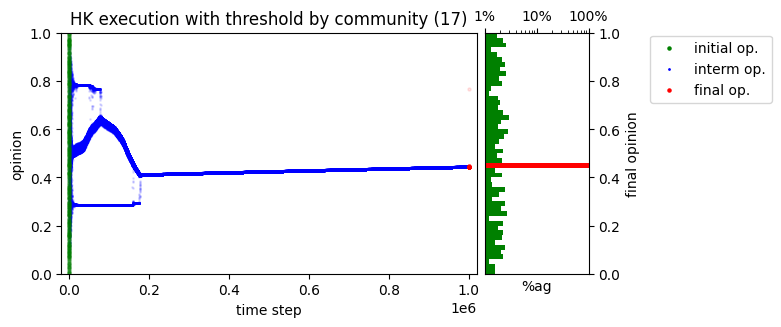 HK execution with threshold by community (17)
1% 10% 100%
1.0 1.0
0.8 0.8
0.6 0.6
0.4 0.4
0.2 0.2
0.0 0.0
opinion
final opinion
0.0 0.2 0.4 0.6 0.8 1.0
1e6
time step
%ag
initial op.
interm op.
final op.